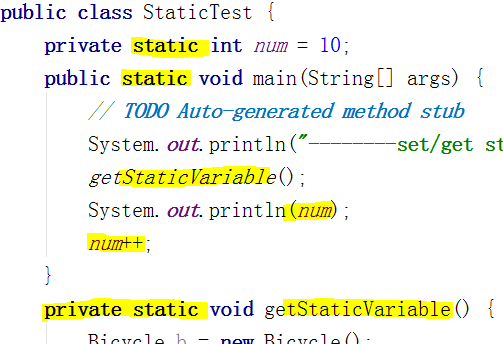 public class StaticTest {
private static int num = 10;
public static void main(String[] args) {
// TODO Auto-generated method stub
System.out.println("--------set/get st
getStaticVariable();
System.out.println(num);
num++;
}
private static void getStaticVariable() {
Bicycle b = new Bicycle();